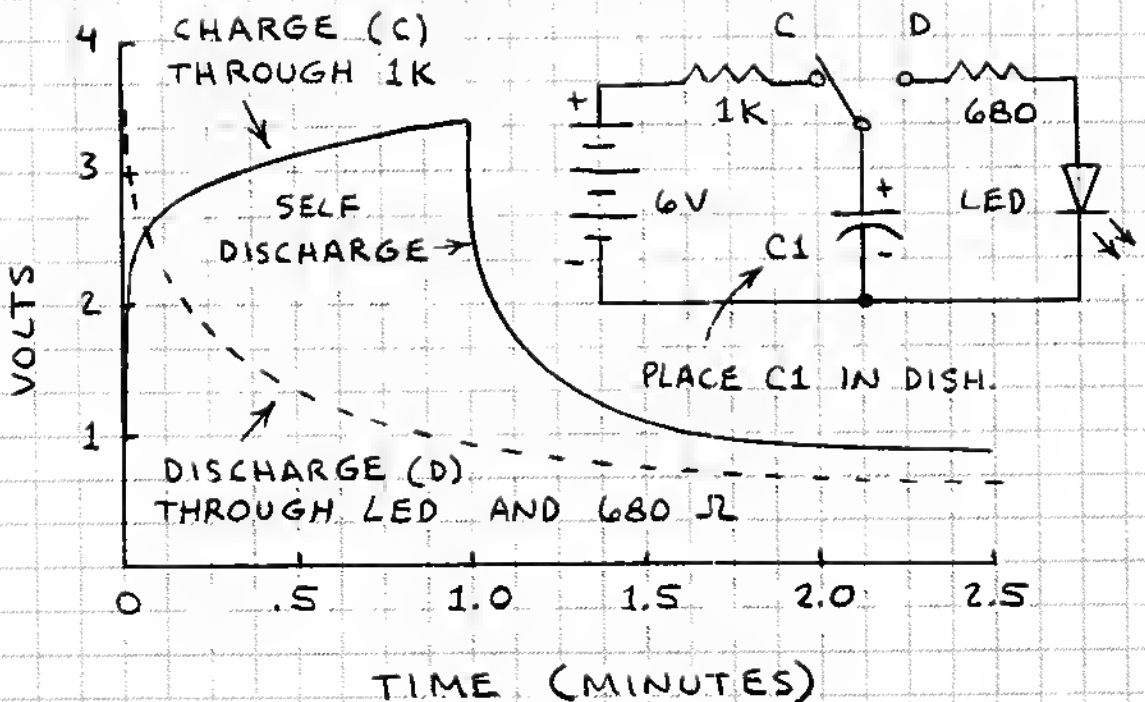 4
CHARGE (C)
THROUGH 1K
3
SELF
DISCHARGE
2
VOLTS
1
DISCHARGE (D)
THROUGH LED AND 680 Ω
0 .5 1.0 1.5 2.0 2.5
TIME (MINUTES)
C D
+ 1K 680
6V
+
LED
C1
-
-
PLACE C1 IN DISH.